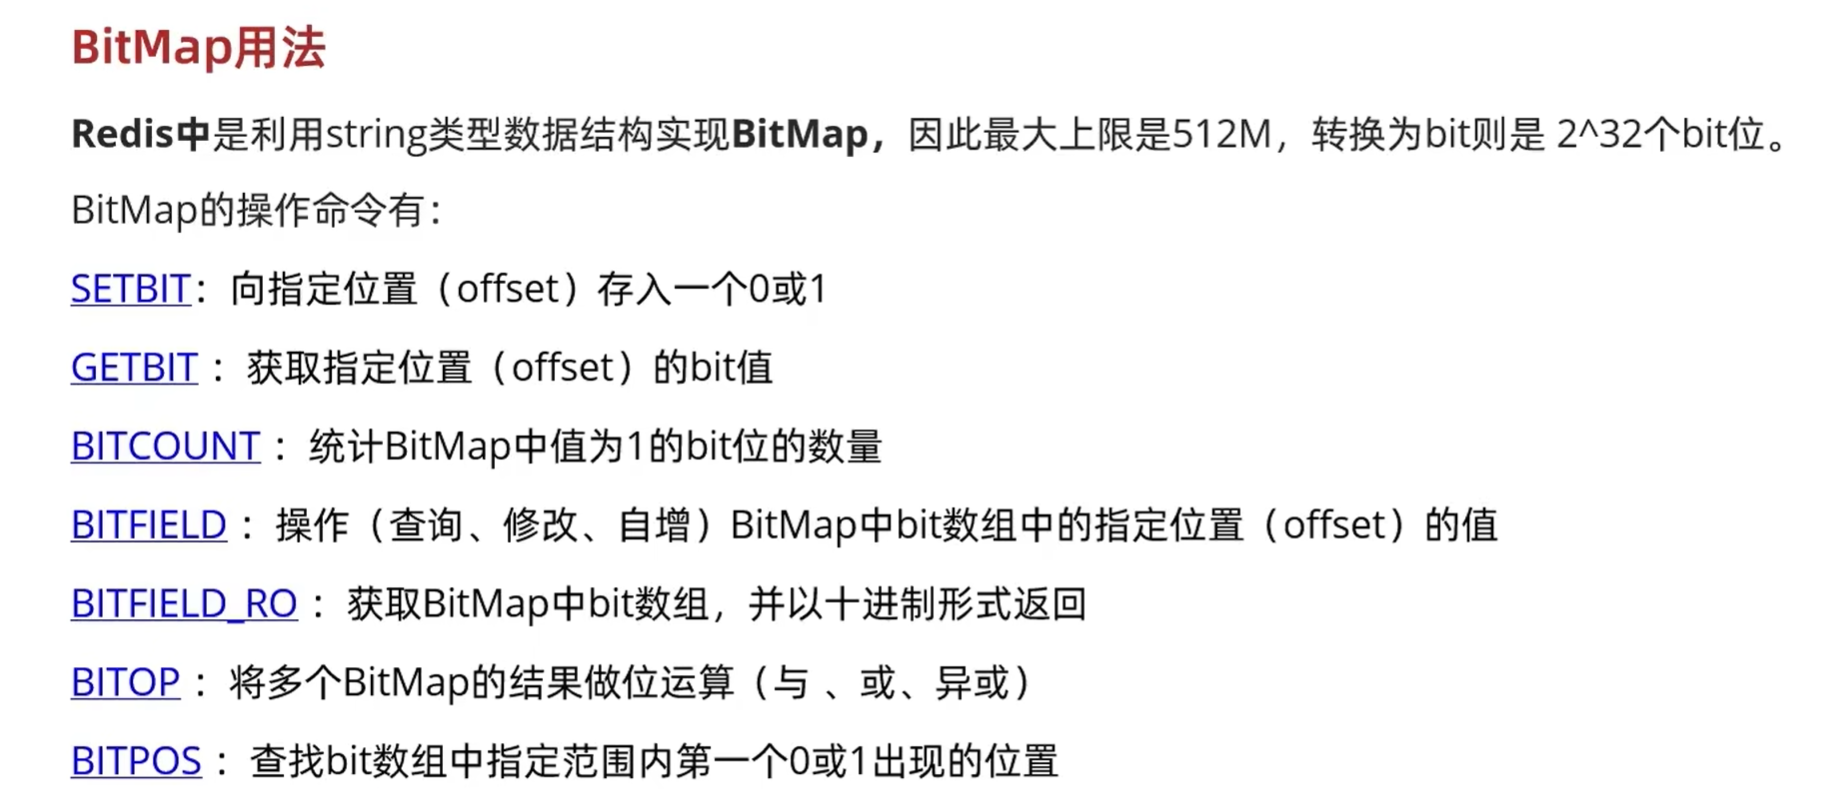 BitMap用法
Redis中是利用string类型数据结构实现BitMap，因此最大上限是512M，转换为bit则是 2^32个bit位。
BitMap的操作命令有：
SETBIT：向指定位置（offset）存入一个0或1
GETBIT ：获取指定位置（offset）的bit值
BITCOUNT ：统计BitMap中值为1的bit位的数量
BITFIELD ：操作（查询、修改、自增）BitMap中bit数组中的指定位置（offset）的值
BITFIELD_RO ：获取BitMap中bit数组，并以十进制形式返回
BITOP ：将多个BitMap的结果做位运算（与 、或、异或）
BITPOS ：查找bit数组中指定范围内第一个0或1出现的位置